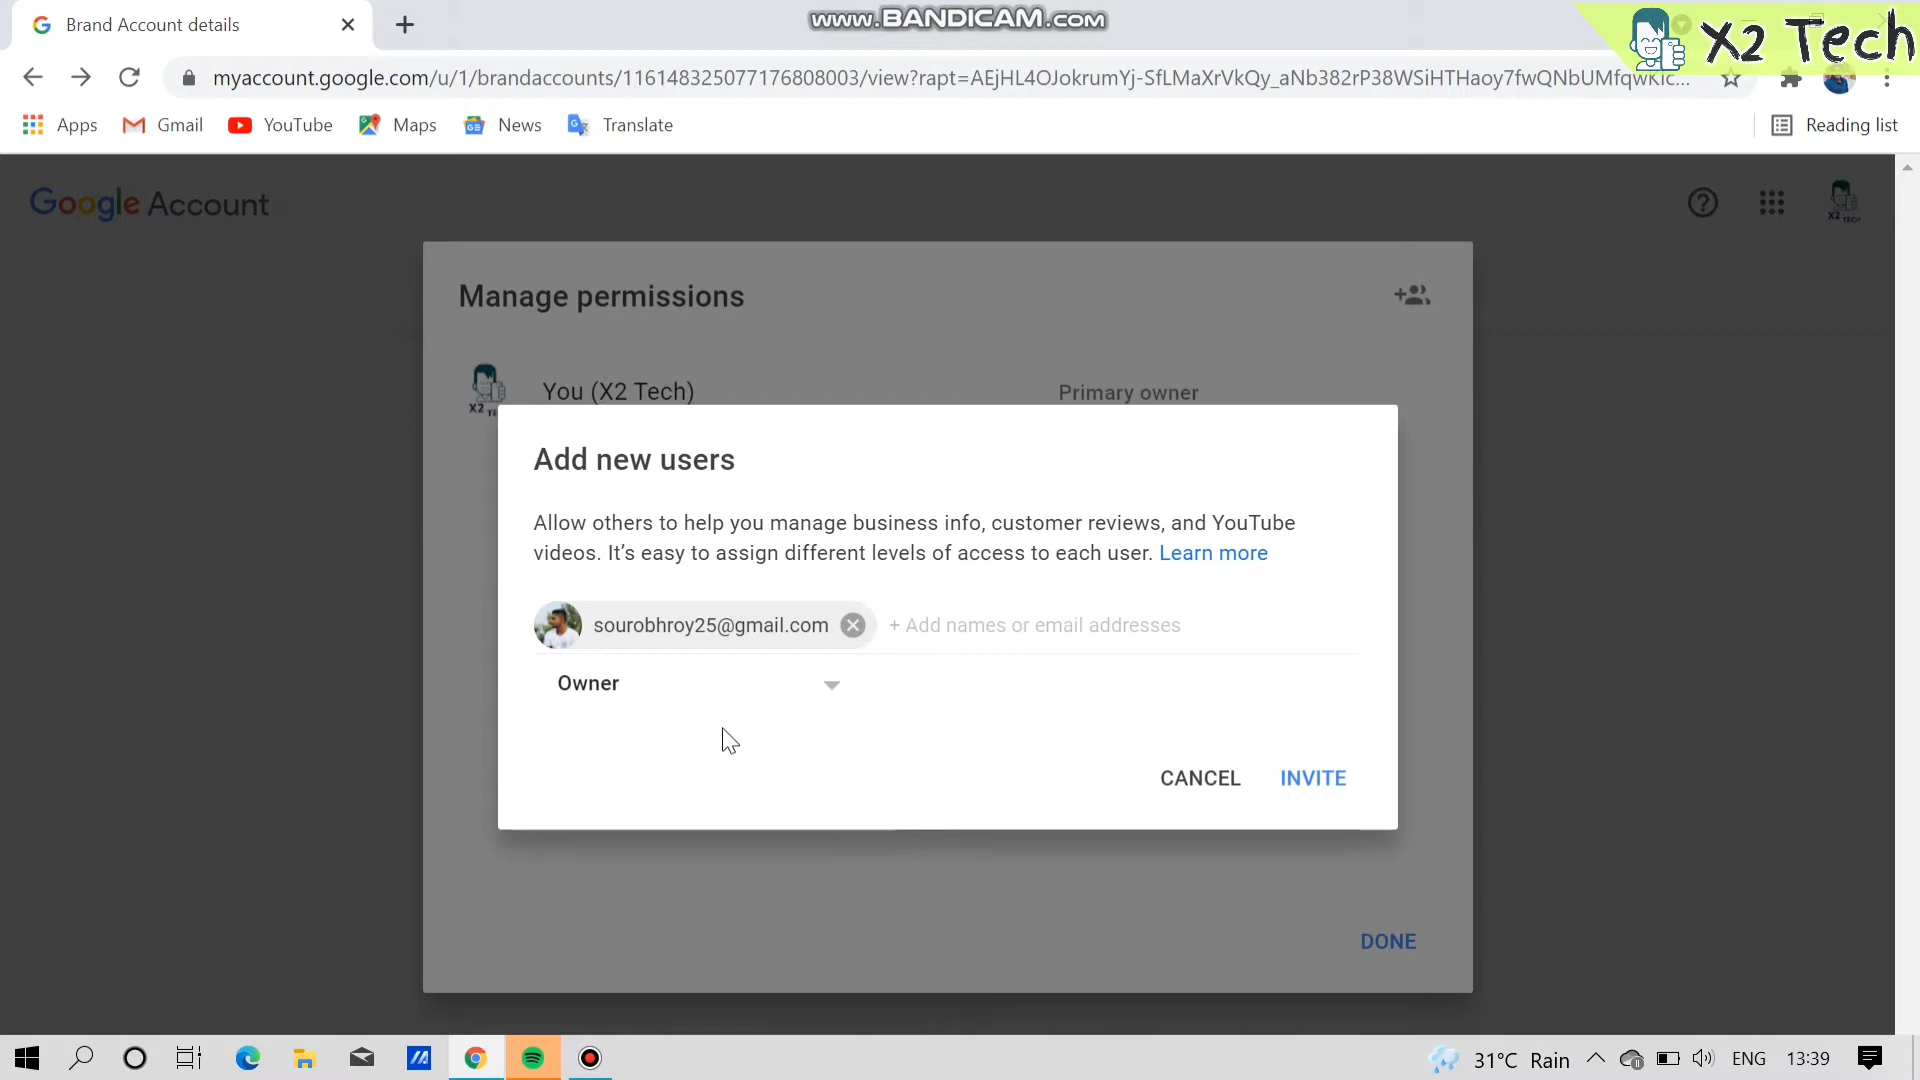 Brand Account details
www.BANDICAM.com
X2 Tech
myaccount.google.com/u/1/brandaccounts/116148325077176808003/view?rapt=AEjHL4OJokrumYj-SfLMaXrVkQy_aNb382rP38WSiHTHaoy7fwQNbUMfqwKic...
Apps
Gmail
YouTube
Maps
News
Translate
Reading list
Google Account
X2 TECH
Manage permissions
You (X2 Tech)
Primary owner
Add new users
Allow others to help you manage business info, customer reviews, and YouTube
videos. It's easy to assign different levels of access to each user. Learn more
sourobhroy25@gmail.com
+ Add names or email addresses
Owner
CANCEL
INVITE
DONE
31°C Rain
ENG
13:39